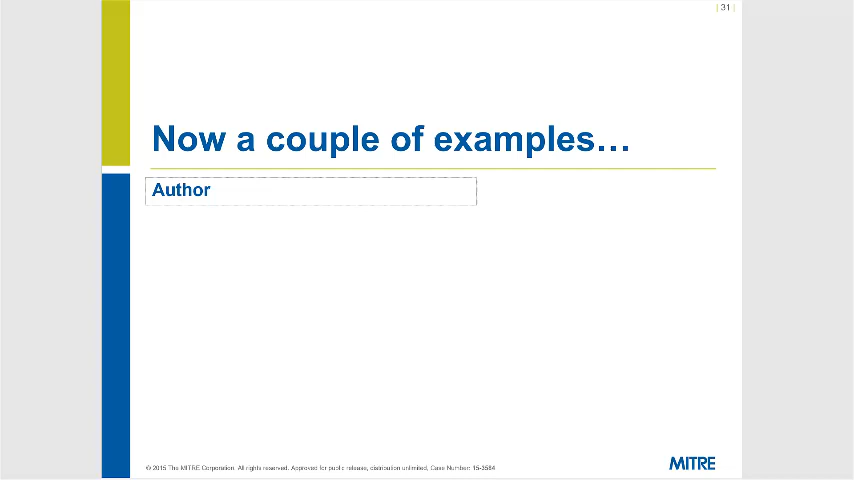 | 31 |
Now a couple of examples…
Author
© 2015 The MITRE Corporation. All rights reserved. Approved for public release, distribution unlimited, Case Number: 15-3584
MITRE